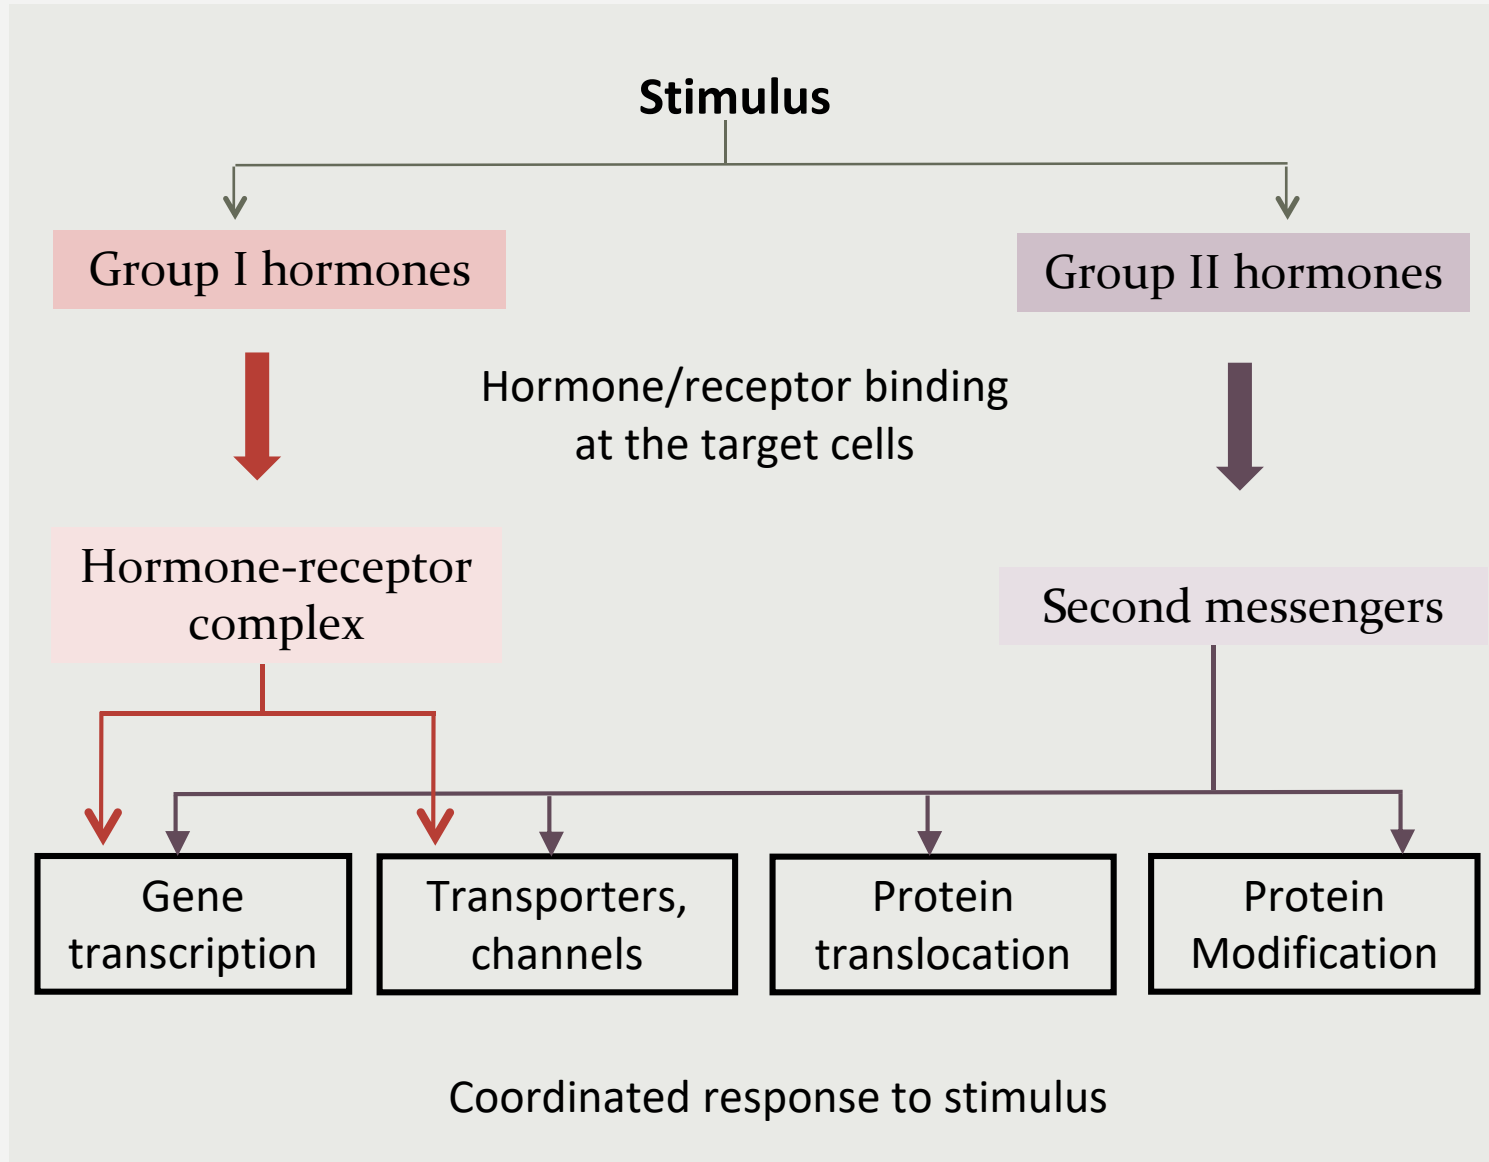 Stimulus
Group I hormones
Group II hormones
Hormone/receptor binding
at the target cells
Hormone-receptor
complex
Second messengers
Gene
transcription
Transporters,
channels
Protein
translocation
Protein
Modification
Coordinated response to stimulus